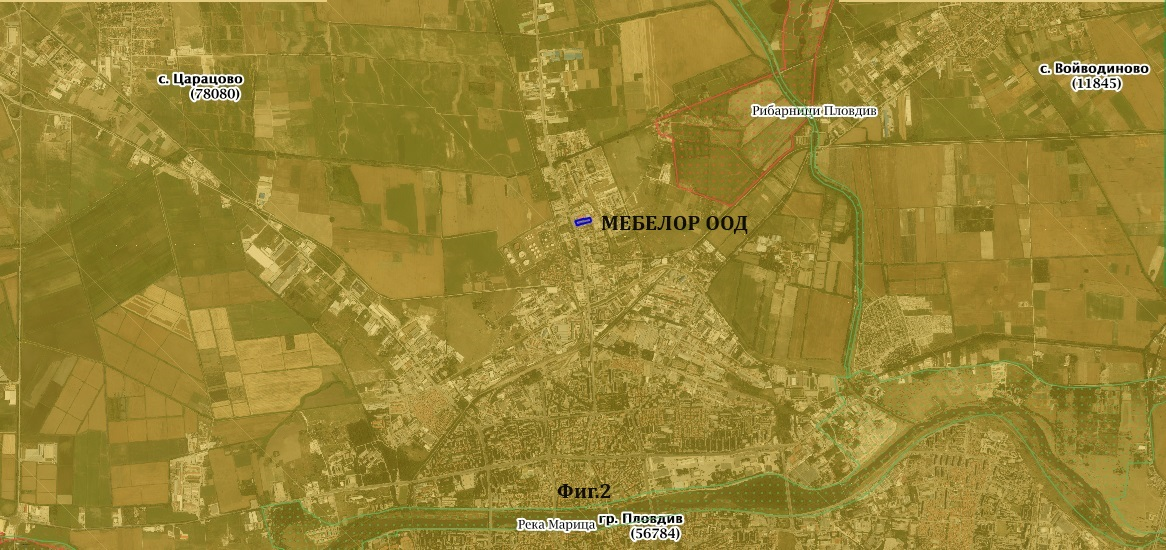 с. Царацово
(78080)
с. Войводиново
(11845)
Рибарници Пловдив
МЕБЕЛОР ООД
Фиг.2
Река Марица
гр. Пловдив
(56784)